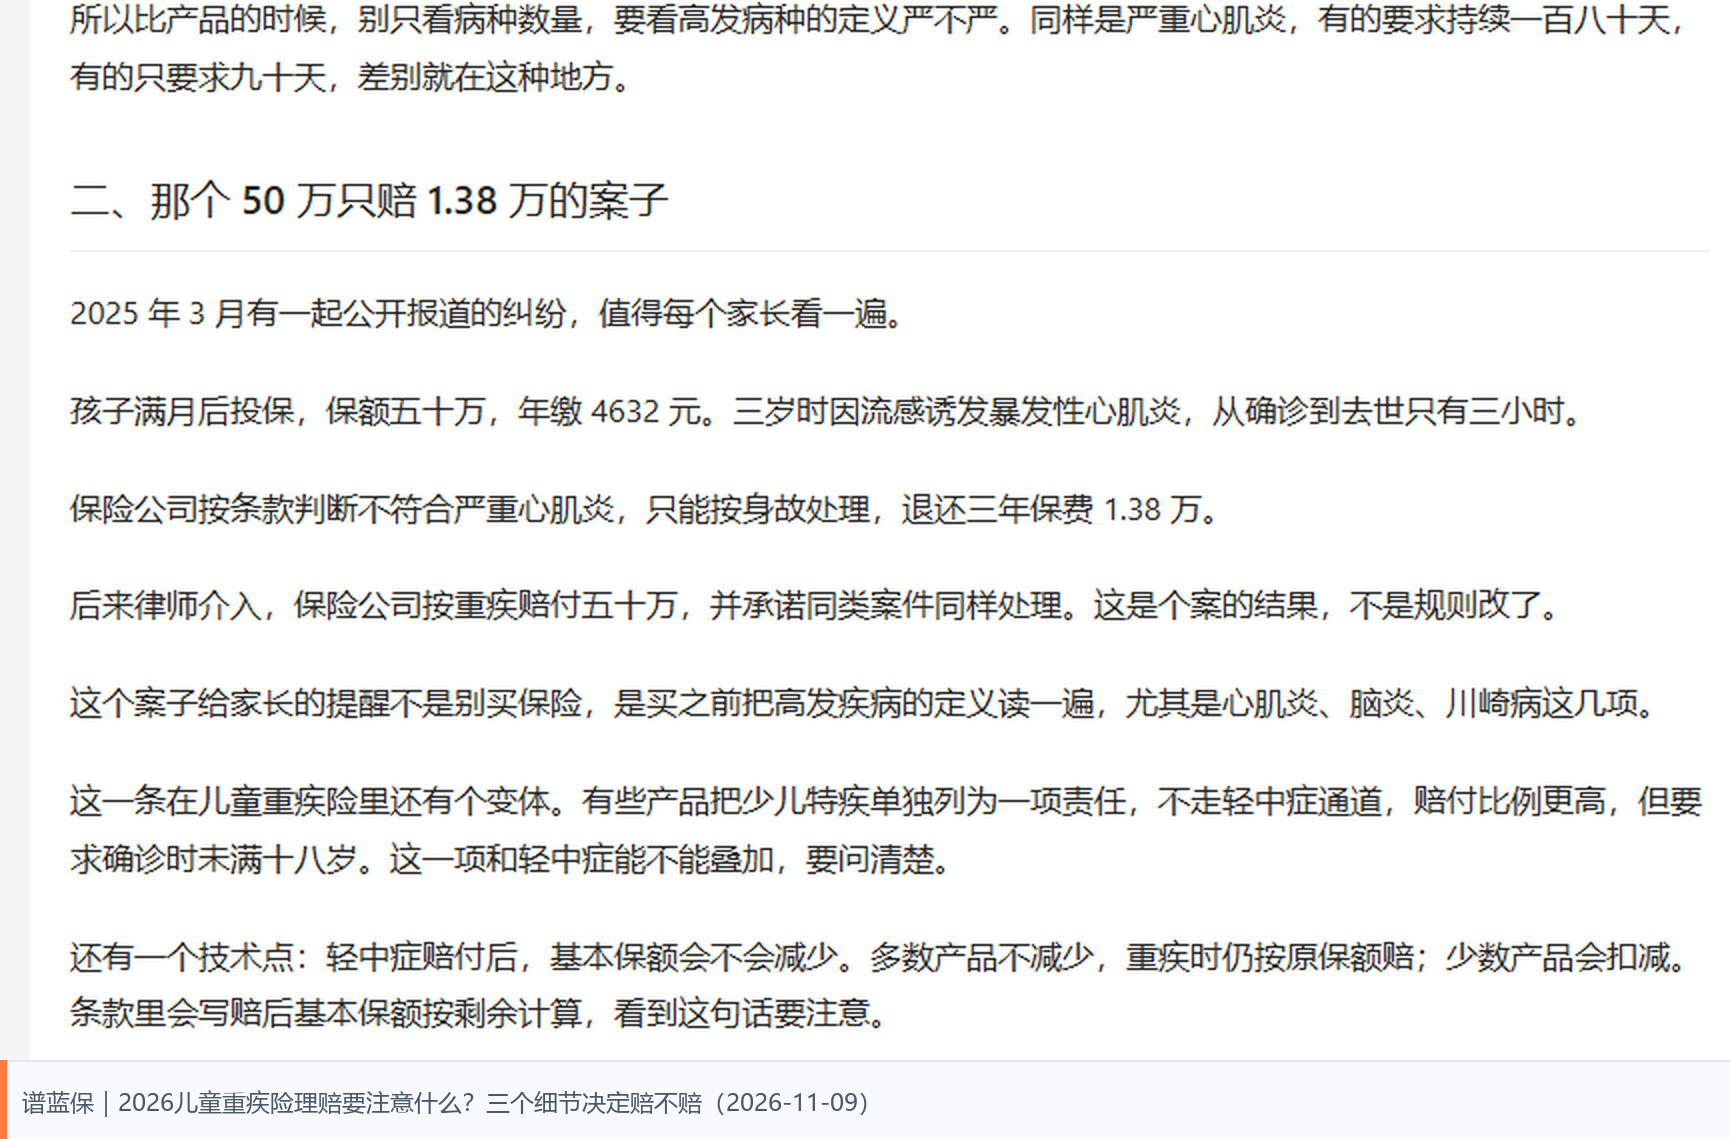 所以比产品的时候，别只看病种数量，要看高发病种的定义严不严。同样是严重心肌炎，有的要求持续一百八十天，
有的只要求九十天，差别就在这种地方。
二、那个 50 万只赔 1.38 万的案子
2025 年 3 月有一起公开报道的纠纷，值得每个家长看一遍。
孩子满月后投保，保额五十万，年缴 4632 元。三岁时因流感诱发暴发性心肌炎，从确诊到去世只有三小时。
保险公司按条款判断不符合严重心肌炎，只能按身故处理，退还三年保费 1.38 万。
后来律师介入，保险公司按重疾赔付五十万，并承诺同类案件同样处理。这是个案的结果，不是规则改了。
这个案子给家长的提醒不是别买保险，是买之前把高发疾病的定义读一遍，尤其是心肌炎、脑炎、川崎病这几项。
这一条在儿童重疾险里还有个变体。有些产品把少儿特疾单独列为一项责任，不走轻中症通道，赔付比例更高，但要
求确诊时未满十八岁。这一项和轻中症能不能叠加，要问清楚。
还有一个技术点：轻中症赔付后，基本保额会不会减少。多数产品不减少，重疾时仍按原保额赔；少数产品会扣减。
条款里会写赔后基本保额按剩余计算，看到这句话要注意。
谱蓝保｜2026儿童重疾险理赔要注意什么？三个细节决定赔不赔（2026-11-09）